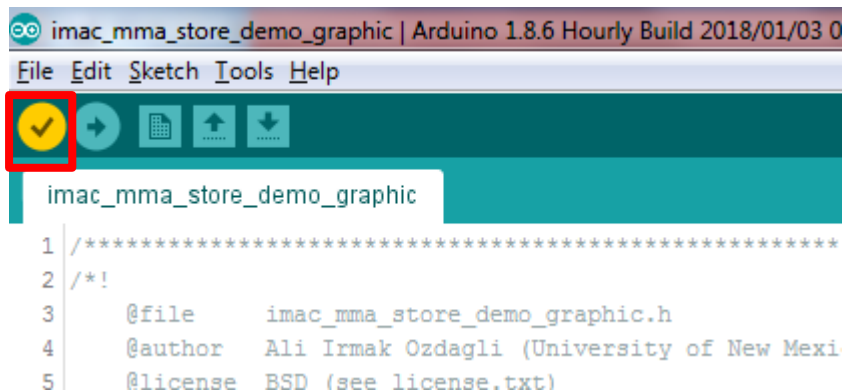 imac_mma_store_demo_graphic | Arduino 1.8.6 Hourly Build 2018/01/03 0
File Edit Sketch Tools Help
imac_mma_store_demo_graphic
1 /******************************************************
2 /*!
3 @file imac_mma_store_demo_graphic.h
4 @author Ali Irmak Ozdagli (University of New Mexi
5 @license BSD (see license.txt)